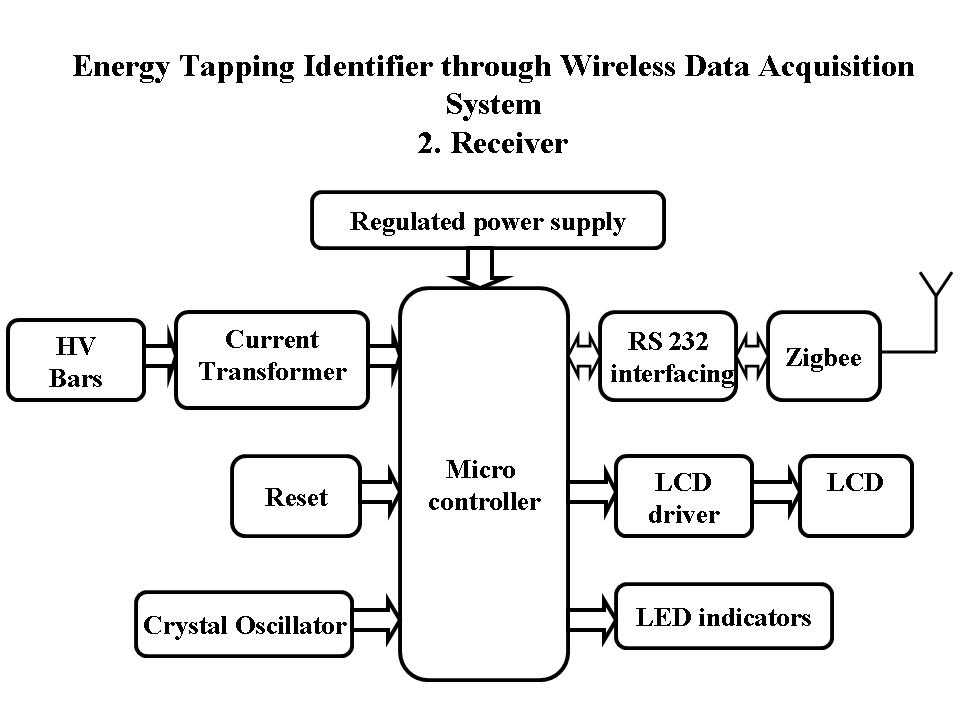 Energy Tapping Identifier through Wireless Data Acquisition
System
2. Receiver
Regulated power supply
HV
Bars
Current
Transformer
RS 232
interfacing
Zigbee
Reset
Micro
controller
LCD
driver
LCD
Crystal Oscillator
LED indicators